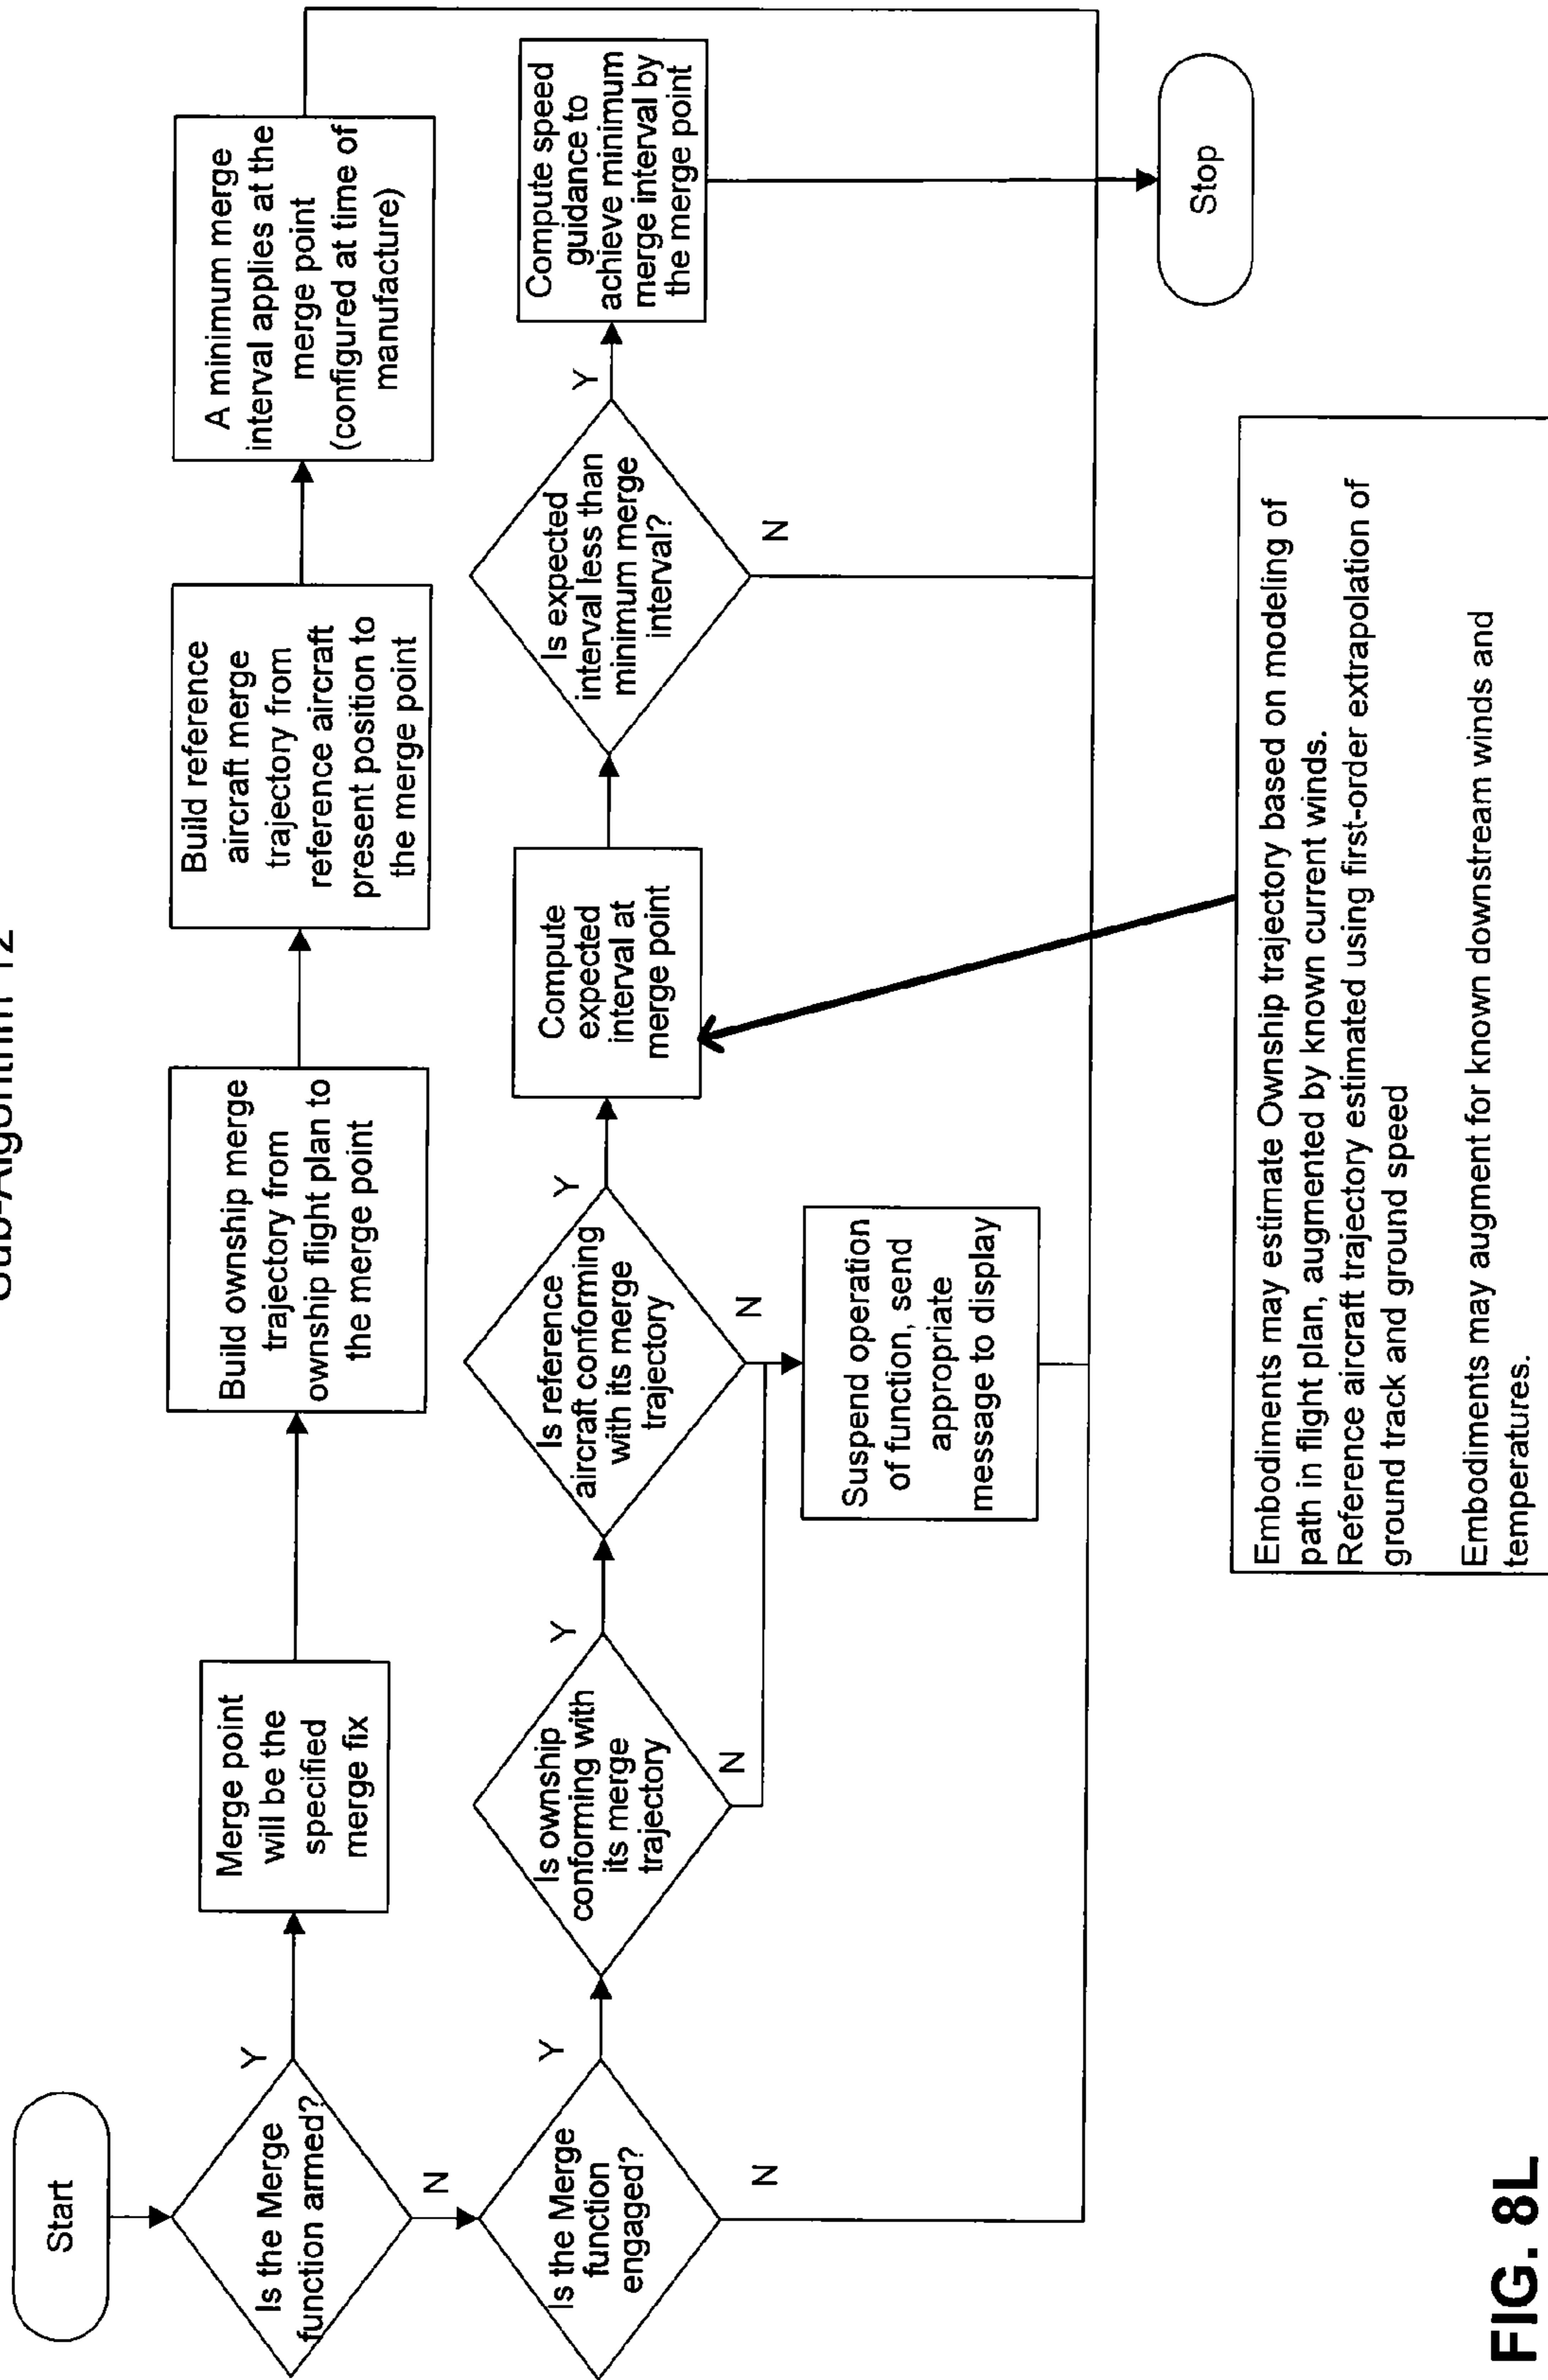 Sub-Algorithm 12
Start
Is the Merge
function armed?
Y
N
Merge point
will be the
specified
merge fix
Build ownship merge
trajectory from
ownship flight plan to
the merge point
Build reference
aircraft merge
trajectory from
reference aircraft
present position to
the merge point
A minimum merge
interval applies at the
merge point
(configured at time of
manufacture)
Is the Merge
function
engaged?
Y
N
Is ownship
conforming with
its merge
trajectory
Y
N
Is reference
aircraft conforming
with its merge
trajectory
Y
N
Compute
expected
interval at
merge point
Is expected
interval less than
minimum merge
interval?
Y
N
Compute speed
guidance to
achieve minimum
merge interval by
the merge point
Suspend operation
of function, send
appropriate
message to display
Stop
Embodiments may estimate Ownship trajectory based on modeling of
path in flight plan, augmented by known current winds.
Reference aircraft trajectory estimated using first-order extrapolation of
ground track and ground speed
Embodiments may augment for known downstream winds and
temperatures.
FIG. 8L